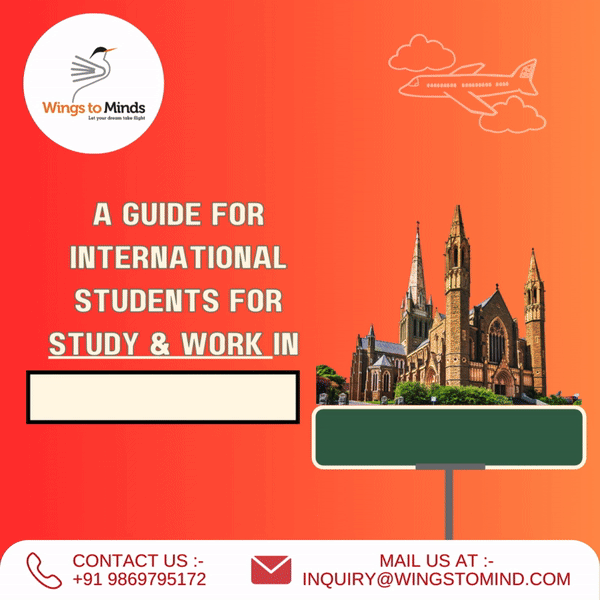 Wings to Minds
Let your dream take flight
A GUIDE FOR
INTERNATIONAL
STUDENTS FOR
STUDY & WORK IN
CONTACT US :-
+91 9869795172
MAIL US AT :-
INQUIRY@WINGSTOMIND.COM